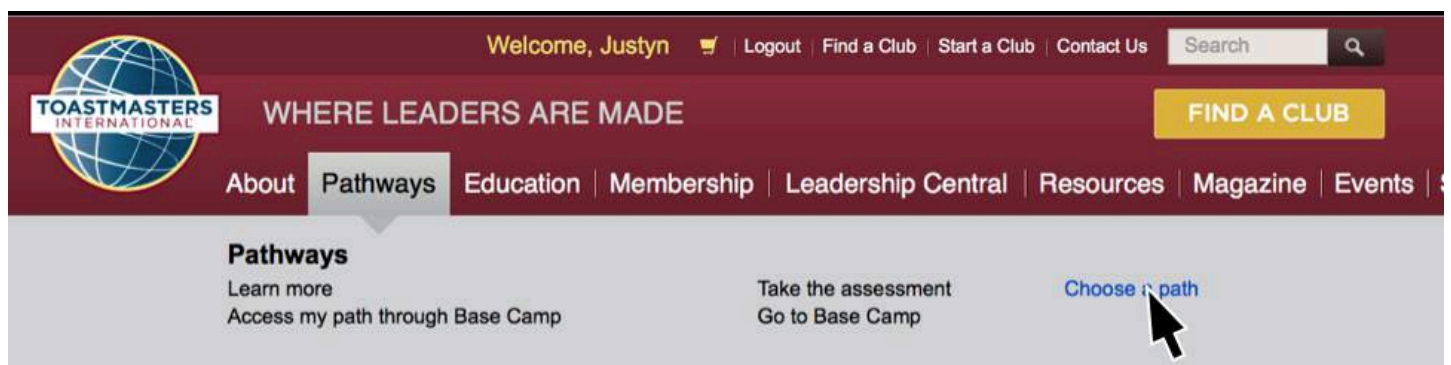 Welcome, Justyn Logout Find a Club Start a Club Contact Us Search
TOASTMASTERS
INTERNATIONAL
WHERE LEADERS ARE MADE
FIND A CLUB
About Pathways Education Membership Leadership Central Resources Magazine Events
Pathways
Learn more Take the assessment Choose a path
Access my path through Base Camp Go to Base Camp